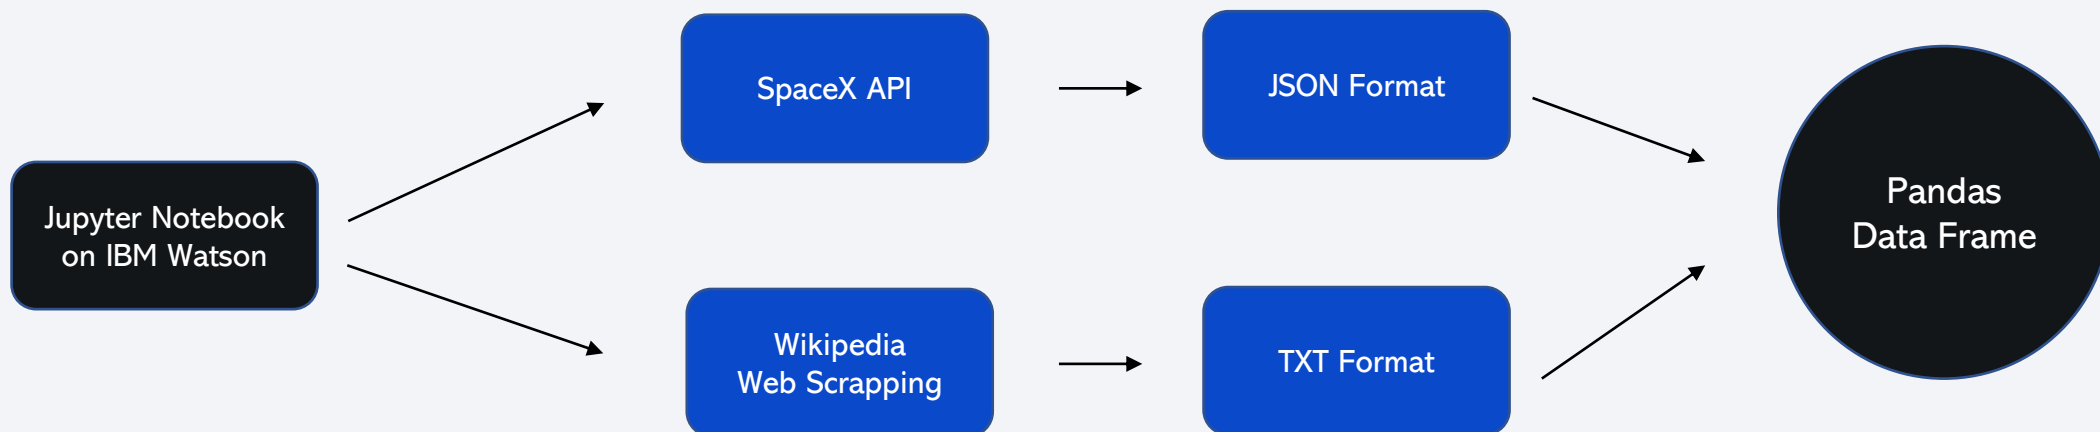 Jupyter Notebook
on IBM Watson
SpaceX API
JSON Format
Wikipedia
Web Scrapping
TXT Format
Pandas
Data Frame